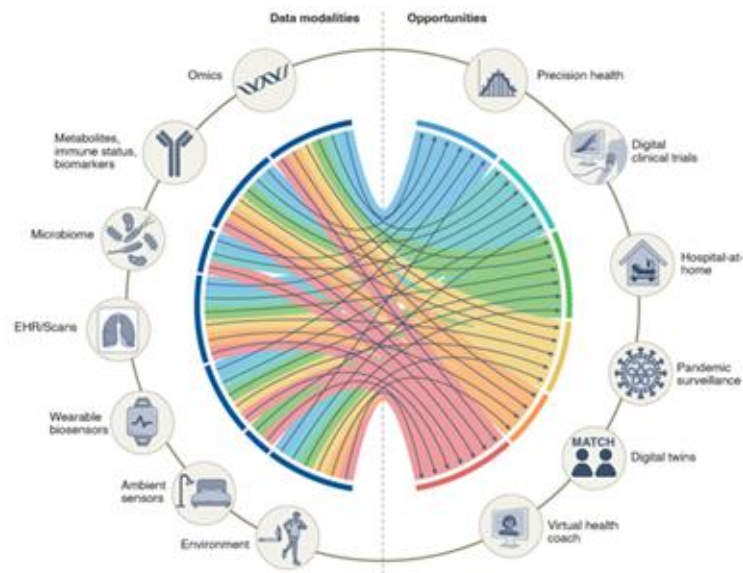 Data modalities
Opportunities
Omics
Metabolites,
immune status,
biomarkers
Microbiome
EHR/Scans
Wearable
biosensors
Ambient
sensors
Environment
Precision health
Digital
clinical trials
Hospital-at-
home
Pandemic
surveillance
MATCH
Digital twins
Virtual health
coach